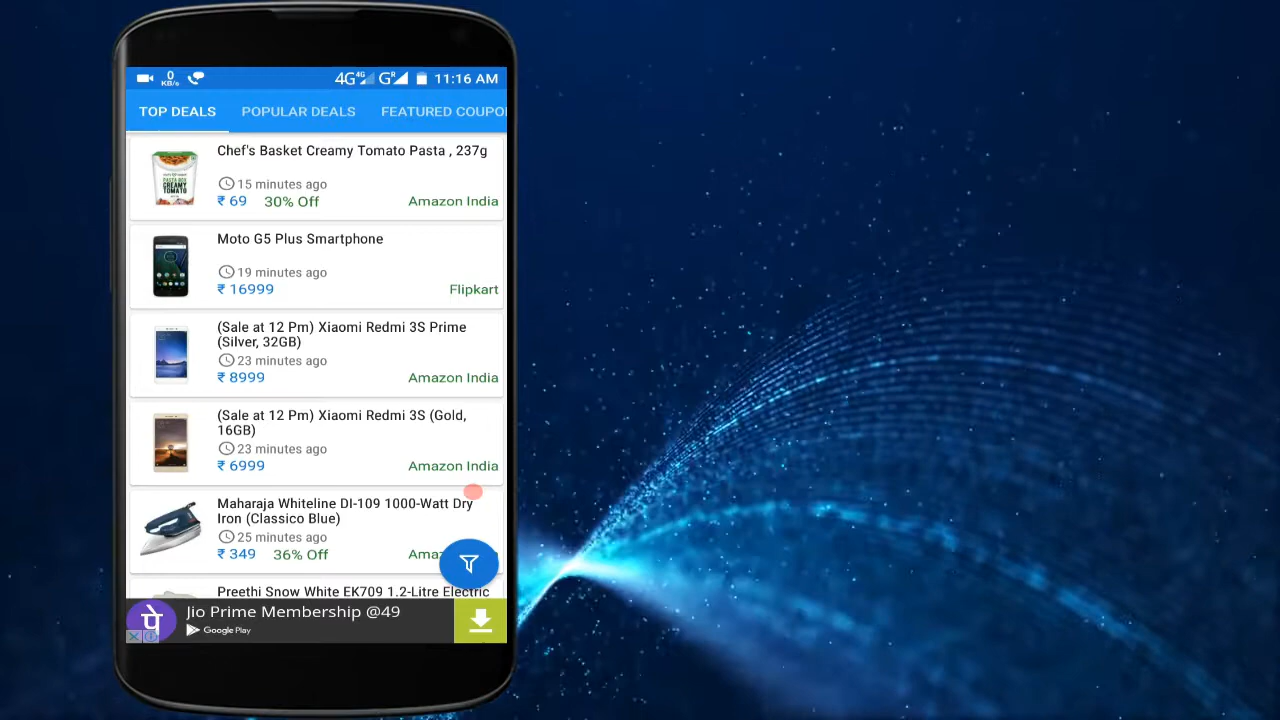 0
KB/s
4G 4G GR 11:16 AM
TOP DEALS POPULAR DEALS FEATURED COUPO
Chef's Basket Creamy Tomato Pasta , 237g
CREAMY
TOMATO
15 minutes ago
₹ 69 30% Off Amazon India
Moto G5 Plus Smartphone
19 minutes ago
₹ 16999 Flipkart
(Sale at 12 Pm) Xiaomi Redmi 3S Prime
(Silver, 32GB)
23 minutes ago
₹ 8999 Amazon India
(Sale at 12 Pm) Xiaomi Redmi 3S (Gold,
16GB)
23 minutes ago
₹ 6999 Amazon India
Maharaja Whiteline DI-109 1000-Watt Dry
Iron (Classico Blue)
25 minutes ago
₹ 349 36% Off Amaz
Preethi Snow White EK709 1.2-Litre Electric
पे Jio Prime Membership @49
Google Play